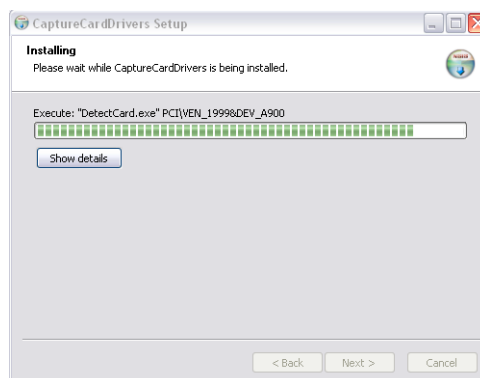 CaptureCardDrivers Setup
Installing
Please wait while CaptureCardDrivers is being installed.
Execute: "DetectCard.exe" PCI\VEN_1999&DEV_A900
Show details
< Back
Next >
Cancel